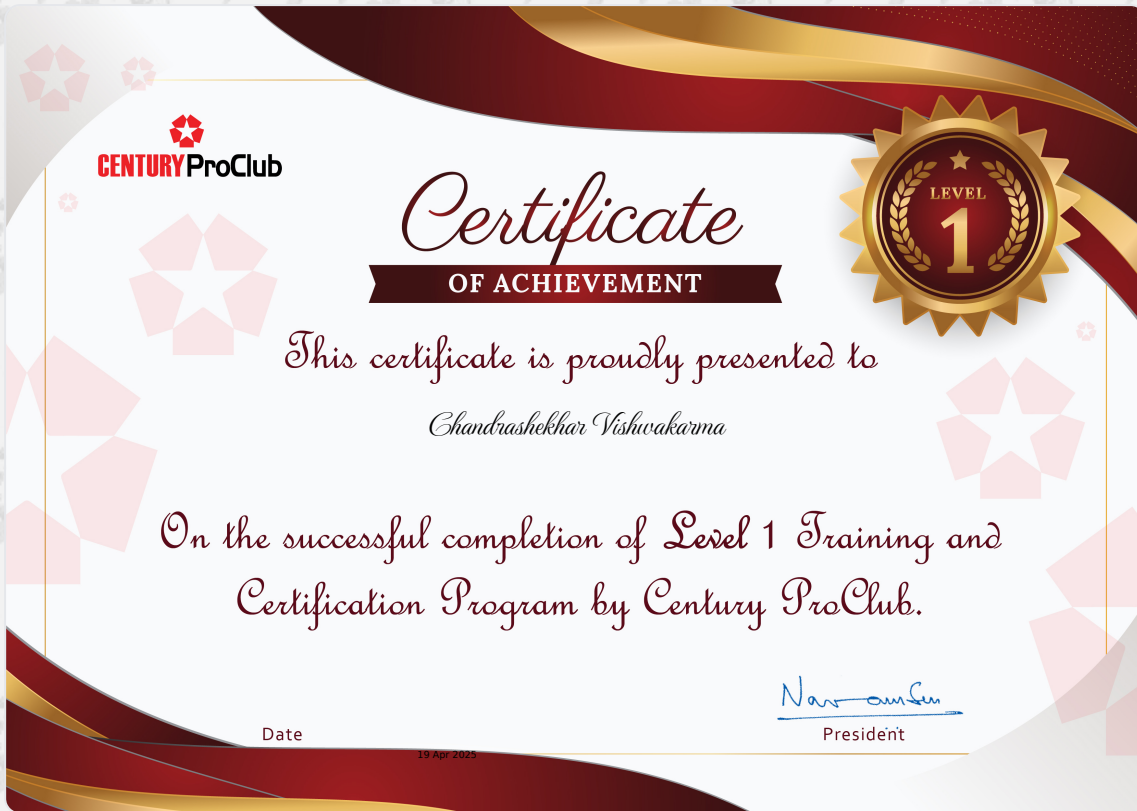 CENTURY ProClub
LEVEL
1
Certificate
OF ACHIEVEMENT
This certificate is proudly presented to
Chandrashekhar Vishwakarma
On the successful completion of Level 1 Training and
Certification Program by Century ProClub.
Date
President
19 Apr 2025